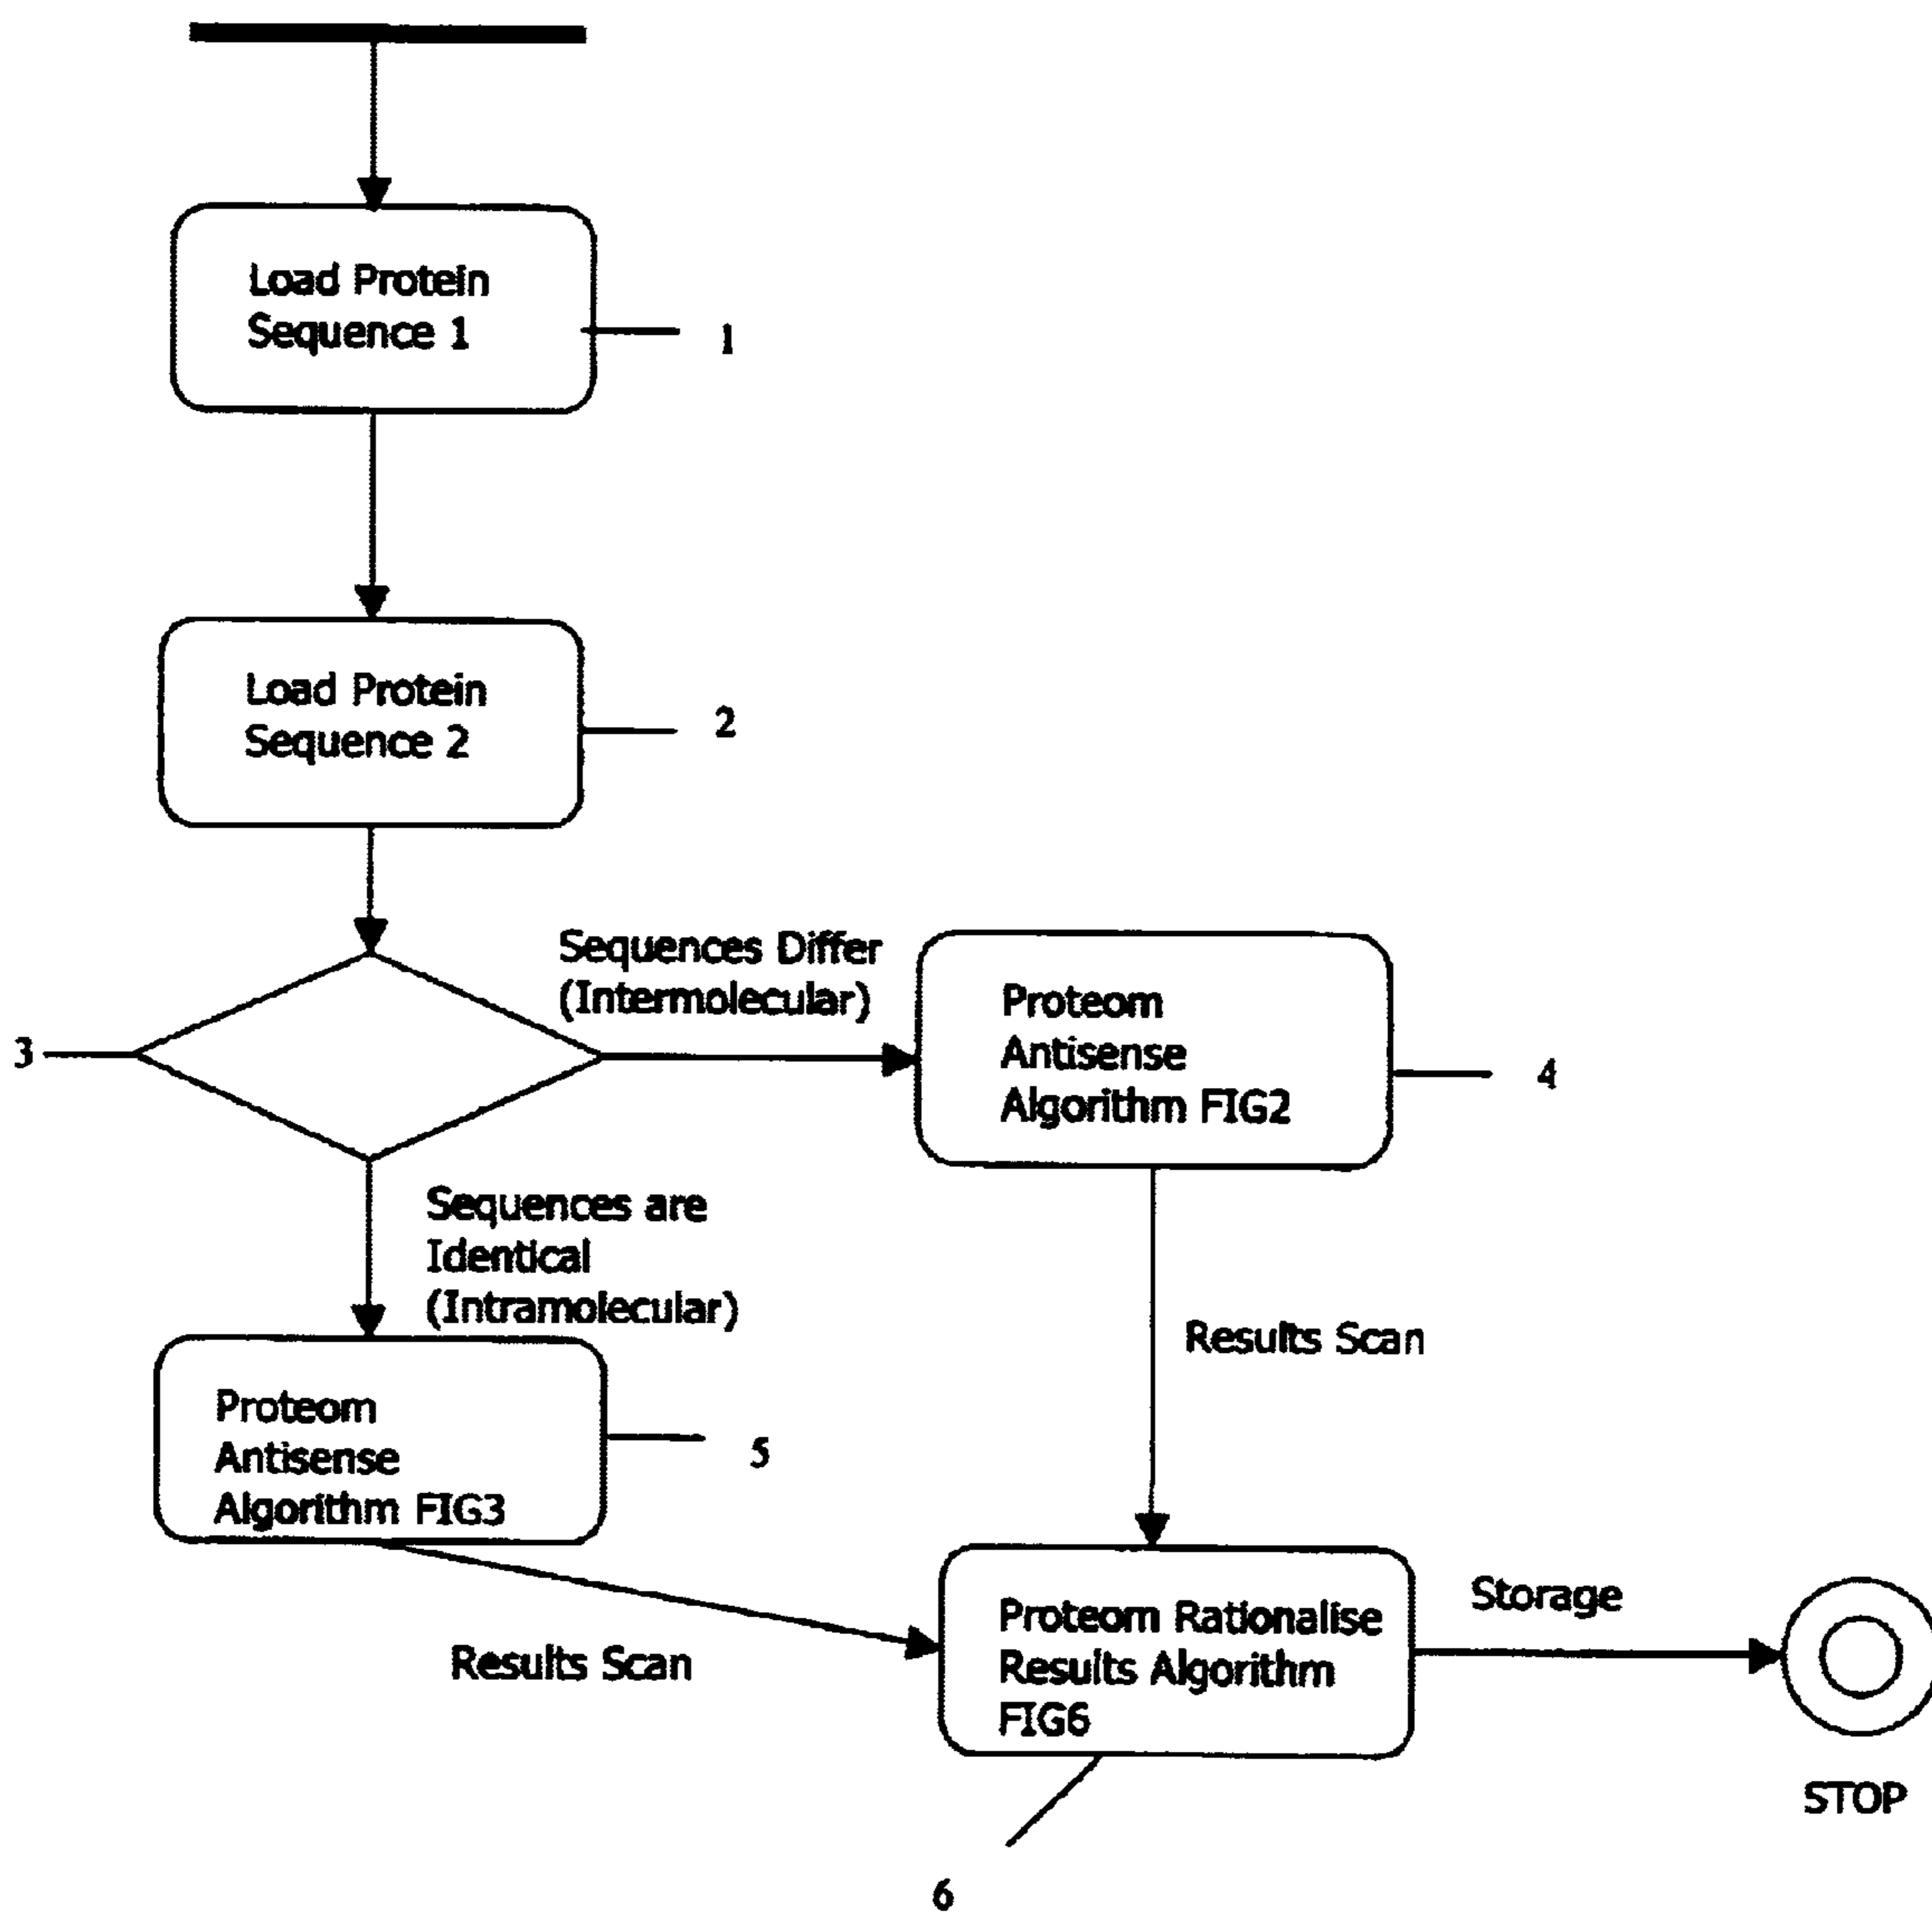 Load Protein
Sequence 1
1
Load Protein
Sequence 2
2
3
Sequences Differ
(Intermolecular)
Proteom
Antisense
Algorithm FIG2
4
Sequences are
Identical
(Intramolecular)
Results Scan
Proteom
Antisense
Algorithm FIG3
5
Results Scan
Proteom Rationalise
Results Algorithm
FIG6
Storage
STOP
6